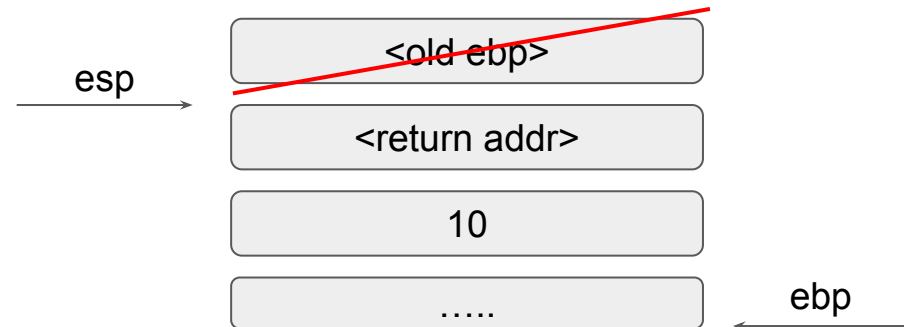 <old ebp>
esp
<return addr>
10
ebp
…..